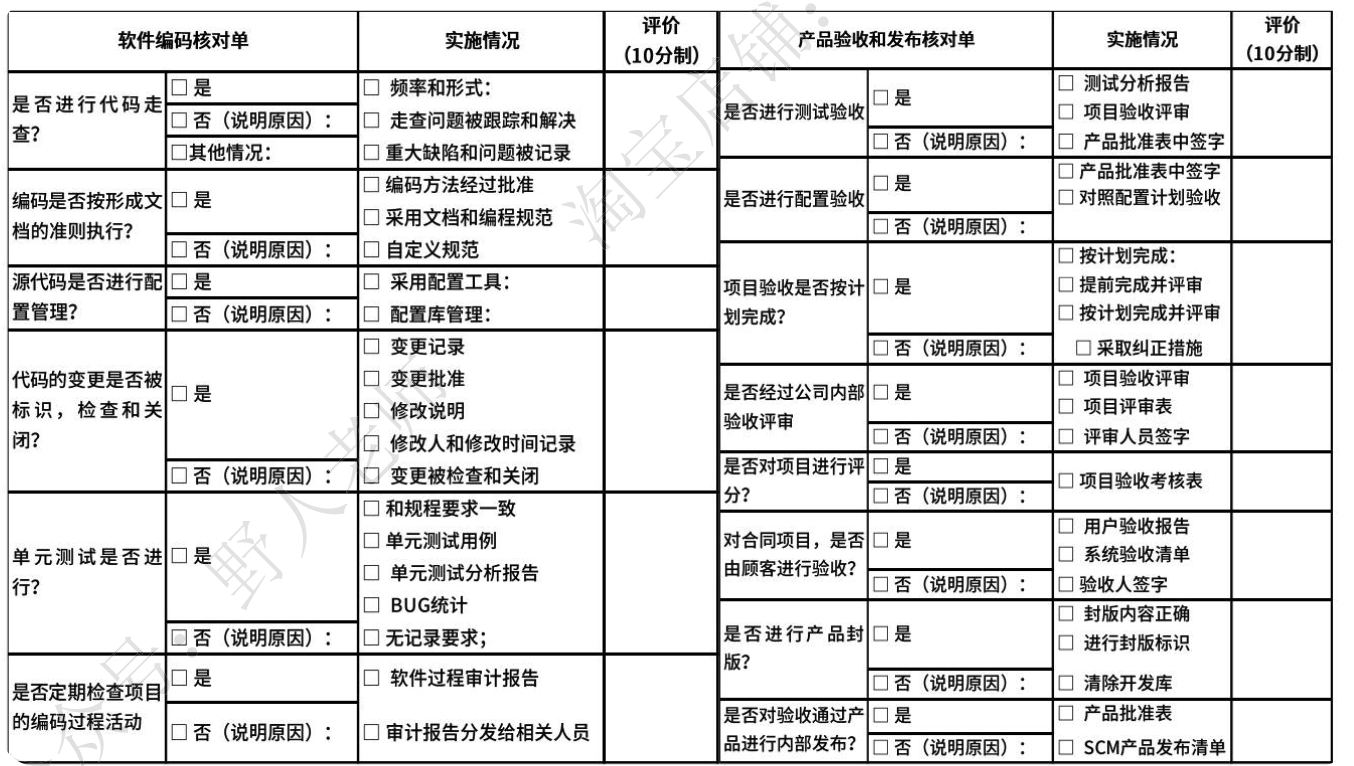 软件编码核对单
实施情况
评价
（10分制）
是否进行代码走
查？
□ 是
□ 否（说明原因）：
□其他情况：
□ 频率和形式：
□ 走查问题被跟踪和解决
□ 重大缺陷和问题被记录
编码是否按形成文
档的准则执行？
□ 是
□ 否（说明原因）：
□ 编码方法经过批准
□ 采用文档和编程规范
□ 自定义规范
源代码是否进行配
置管理？
□ 是
□ 否（说明原因）：
□ 采用配置工具：
□ 配置库管理：
代码的变更是否被
标识，检查和关
闭？
□ 是
□ 否（说明原因）：
□ 变更记录
□ 变更批准
□ 修改说明
□ 修改人和修改时间记录
□ 变更被检查和关闭
单元测试是否进
行？
□ 是
□ 否（说明原因）：
□ 和规程要求一致
□ 单元测试用例
□ 单元测试分析报告
□ BUG统计
□ 无记录要求；
是否定期检查项目
的编码过程活动
□ 是
□ 否（说明原因）：
□ 软件过程审计报告
□ 审计报告分发给相关人员
产品验收和发布核对单
实施情况
评价
（10分制）
是否进行测试验收
□ 是
□ 否（说明原因）：
□ 测试分析报告
□ 项目验收评审
□ 产品批准表中签字
是否进行配置验收
□ 是
□ 否（说明原因）：
□ 产品批准表中签字
□ 对照配置计划验收
项目验收是否按计
划完成？
□ 是
□ 否（说明原因）：
□ 按计划完成：
□ 提前完成并评审
□ 按计划完成并评审
□ 采取纠正措施
是否经过公司内部
验收评审
□ 是
□ 否（说明原因）：
□ 项目验收评审
□ 项目评审表
□ 评审人员签字
是否对项目进行评
分？
□ 是
□ 否（说明原因）：
□ 项目验收考核表
对合同项目，是否
由顾客进行验收？
□ 是
□ 否（说明原因）：
□ 用户验收报告
□ 系统验收清单
□ 验收人签字
是否进行产品封
版？
□ 是
□ 否（说明原因）：
□ 封版内容正确
□ 进行封版标识
□ 清除开发库
是否对验收通过产
品进行内部发布？
□ 是
□ 否（说明原因）：
□ 产品批准表
□ SCM产品发布清单
众号：野人老师
淘宝店铺：